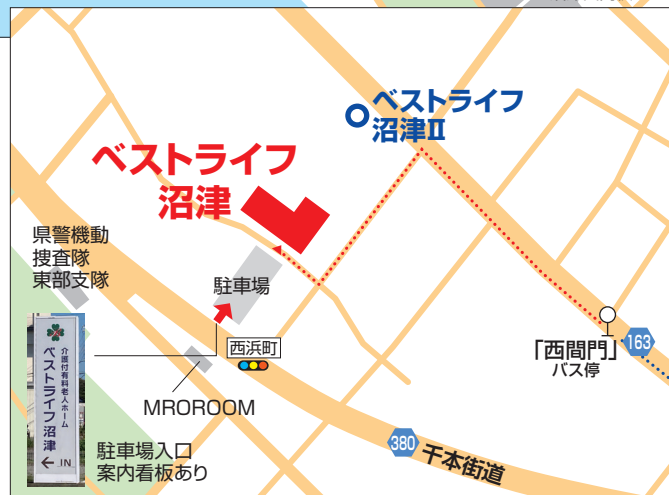 ベストライフ
沼津Ⅱ
ベストライフ
沼津
県警機動
捜査隊
東部支隊
駐車場
西浜町
「西間門」
バス停
163
MROROOM
介護付有料老人ホーム
ベストライフ沼津
← IN
駐車場入口
案内看板あり
380
千本街道